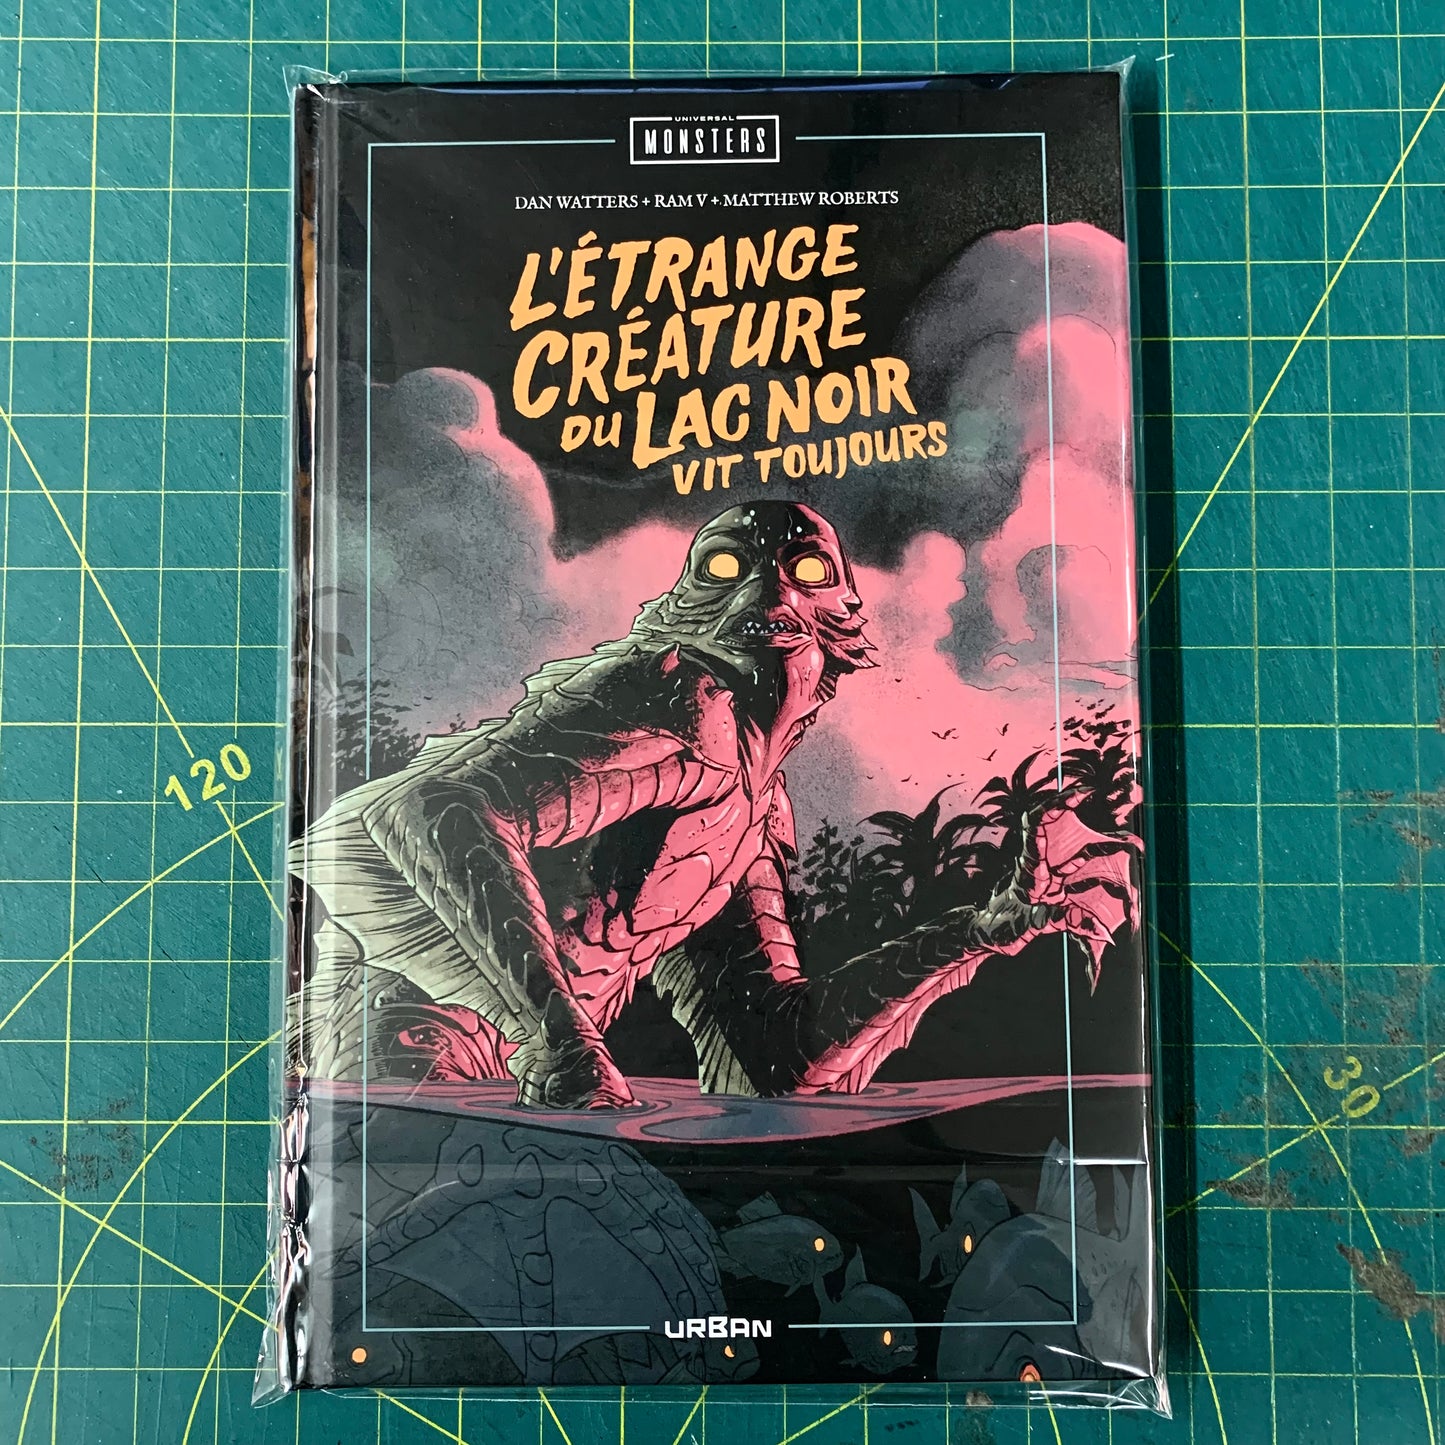 UNIVERSAL
MONSTERS
DAN WATTERS + RAM V + MATTHEW ROBERTS
L'ÉTRANGE
CRÉATURE
DU LAC NOIR
VIT TOUJOURS
120
30
URBAN